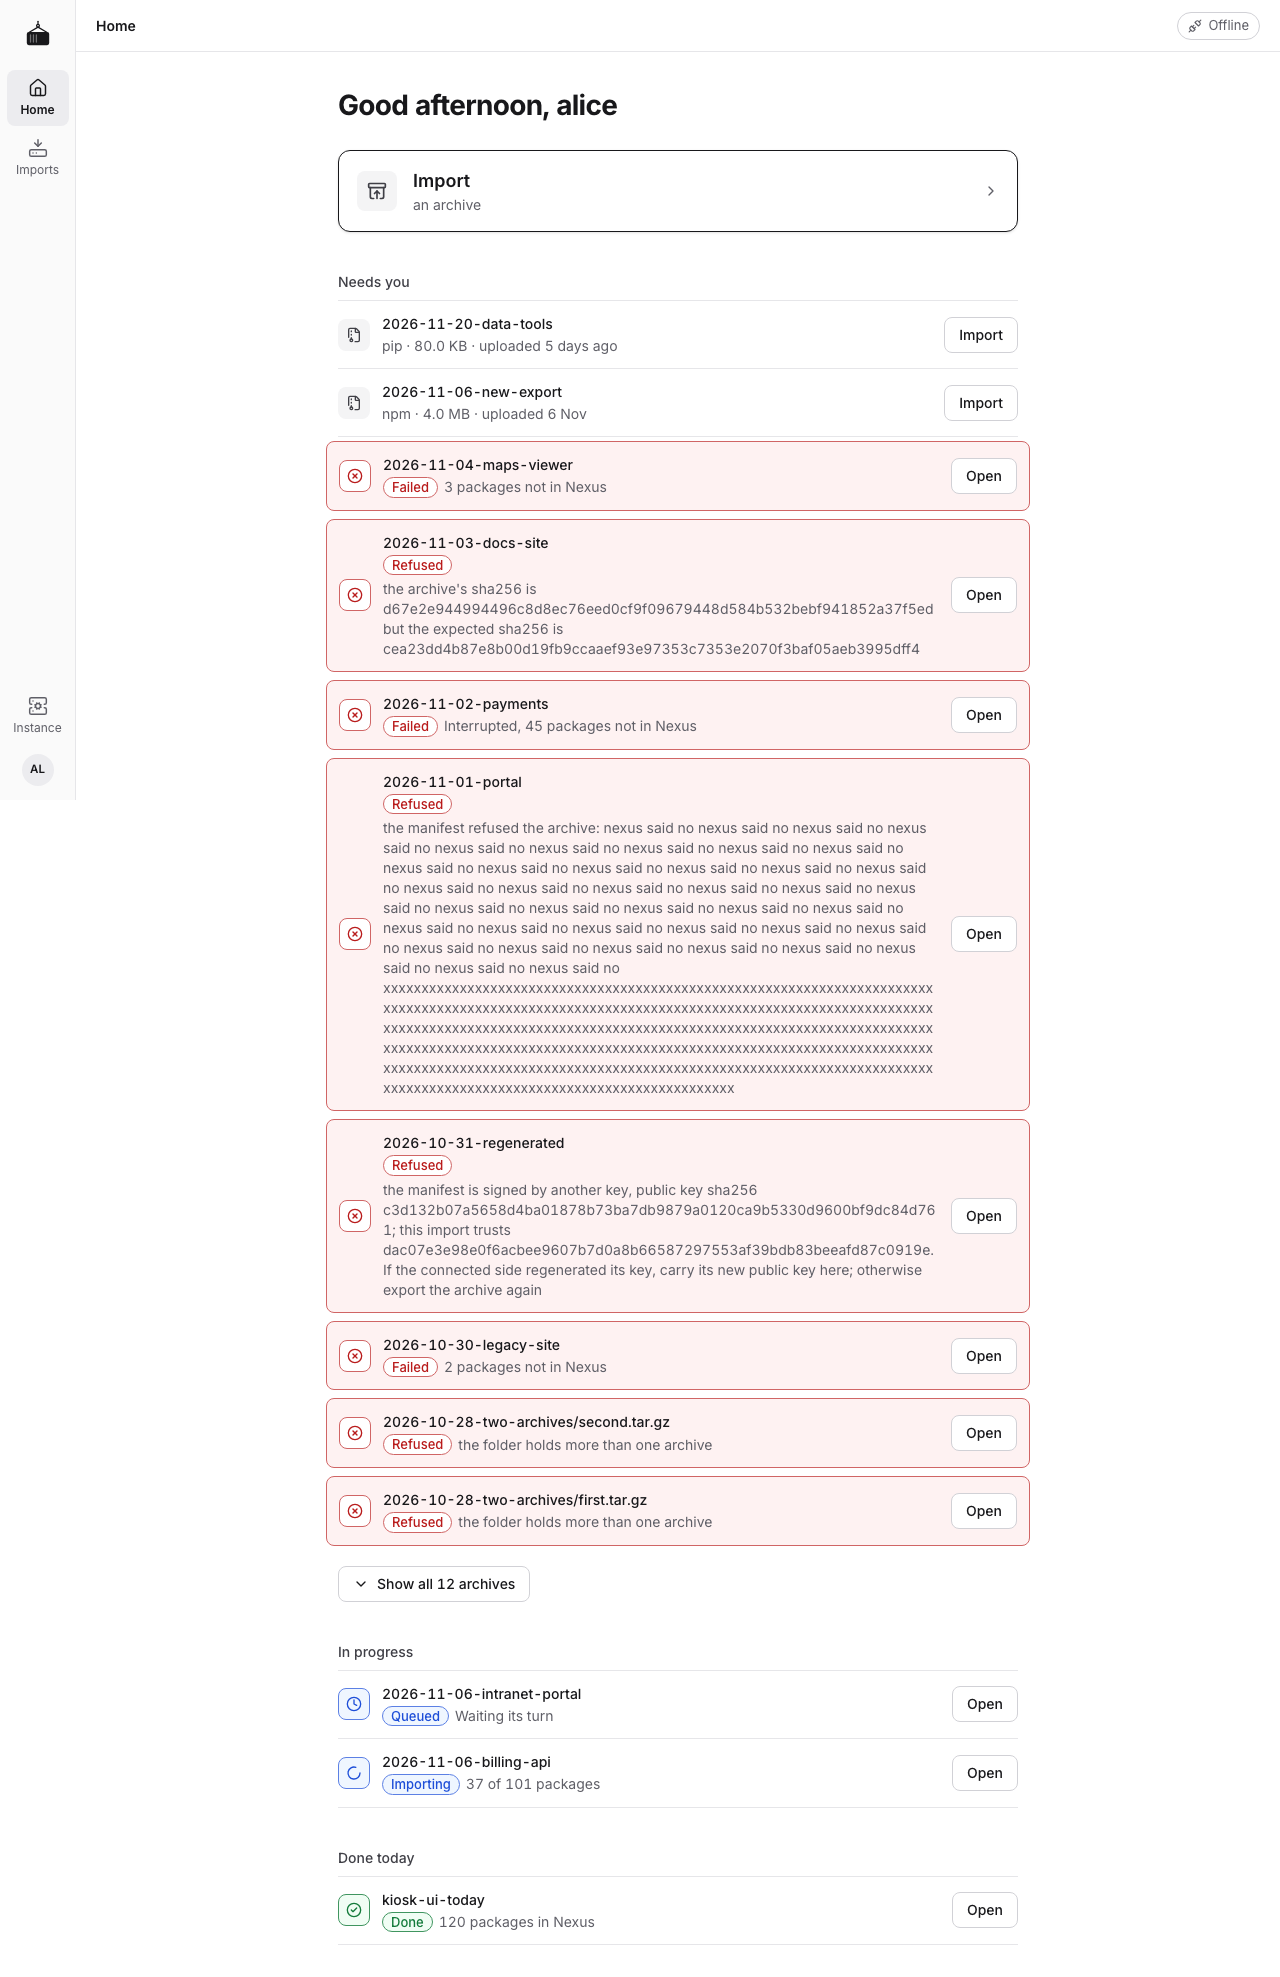 Home
Offline
Home
Imports
Instance
AL
Good afternoon, alice
Import
an archive
Needs you
2026-11-20-data-tools
pip · 80.0 KB · uploaded 5 days ago
Import
2026-11-06-new-export
npm · 4.0 MB · uploaded 6 Nov
Import
2026-11-04-maps-viewer
Failed 3 packages not in Nexus
Open
2026-11-03-docs-site
Refused
the archive's sha256 is
d67e2e944994496c8d8ec76eed0cf9f09679448d584b532bebf941852a37f5ed
but the expected sha256 is
cea23dd4b87e8b00d19fb9ccaaef93e97353c7353e2070f3baf05aeb3995dff4
Open
2026-11-02-payments
Failed Interrupted, 45 packages not in Nexus
Open
2026-11-01-portal
Refused
the manifest refused the archive: nexus said no nexus said no nexus said no nexus
said no nexus said no nexus said no nexus said no nexus said no nexus said no
nexus said no nexus said no nexus said no nexus said no nexus said no nexus said
no nexus said no nexus said no nexus said no nexus said no nexus said no nexus
said no nexus said no nexus said no nexus said no nexus said no nexus said no
nexus said no nexus said no nexus said no nexus said no nexus said no nexus said
no nexus said no nexus said no nexus said no nexus said no nexus said no nexus
said no nexus said no nexus said no
Open
2026-10-31-regenerated
Refused
the manifest is signed by another key, public key sha256
c3d132b07a5658d4ba01878b73ba7db9879a0120ca9b5330d9600bf9dc84d76
1; this import trusts
dac07e3e98e0f6acbee9607b7d0a8b66587297553af39bdb83beeafd87c0919e.
If the connected side regenerated its key, carry its new public key here; otherwise
export the archive again
Open
2026-10-30-legacy-site
Failed 2 packages not in Nexus
Open
2026-10-28-two-archives/second.tar.gz
Refused the folder holds more than one archive
Open
2026-10-28-two-archives/first.tar.gz
Refused the folder holds more than one archive
Open
Show all 12 archives
In progress
2026-11-06-intranet-portal
Queued Waiting its turn
Open
2026-11-06-billing-api
Importing 37 of 101 packages
Open
Done today
kiosk-ui-today
Done 120 packages in Nexus
Open